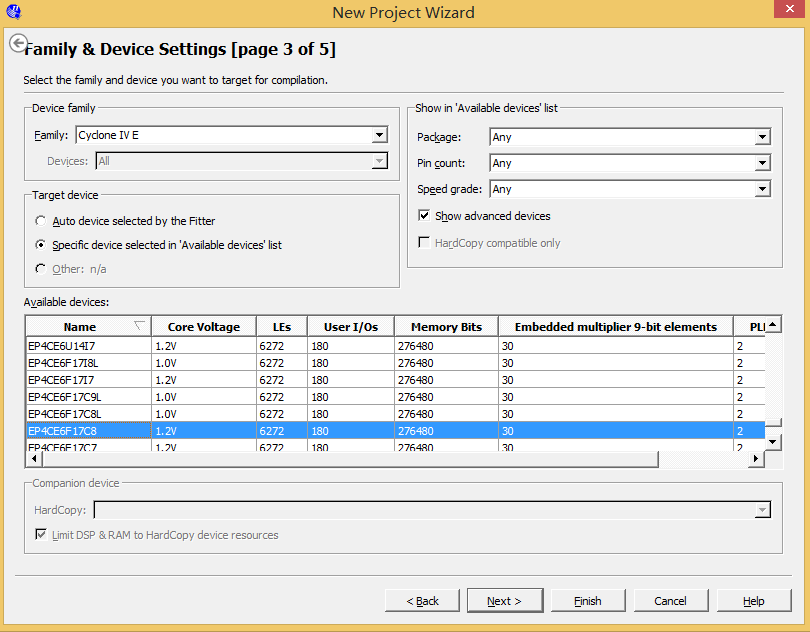 New Project Wizard
Family & Device Settings [page 3 of 5]
Select the family and device you want to target for compilation.
Device family
Family: Cyclone IV E
Devices: All
Show in 'Available devices' list
Package: Any
Pin count: Any
Speed grade: Any
Show advanced devices
HardCopy compatible only
Target device
Auto device selected by the Fitter
Specific device selected in 'Available devices' list
Other: n/a
Available devices:
Name Core Voltage LEs User I/Os Memory Bits Embedded multiplier 9-bit elements PLL
EP4CE6U14I7 1.2V 6272 180 276480 30 2
EP4CE6F17I8L 1.0V 6272 180 276480 30 2
EP4CE6F17I7 1.2V 6272 180 276480 30 2
EP4CE6F17C9L 1.0V 6272 180 276480 30 2
EP4CE6F17C8L 1.0V 6272 180 276480 30 2
EP4CE6F17C8 1.2V 6272 180 276480 30 2
EP4CE6F17C7 1.2V 6272 180 276480 30 2
Companion device
HardCopy:
Limit DSP & RAM to HardCopy device resources
< Back Next > Finish Cancel Help